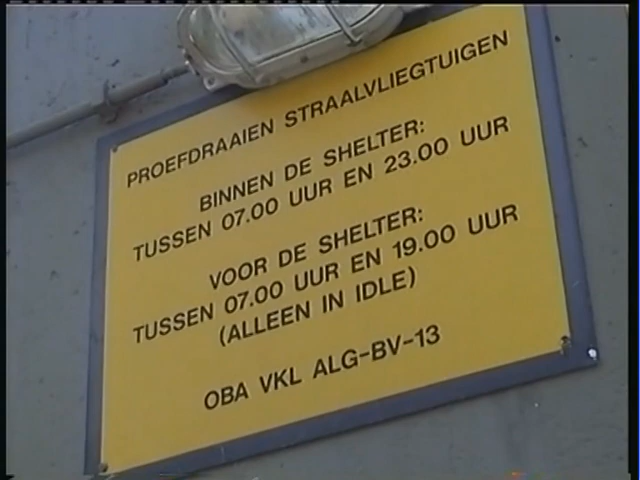 PROEFDRAAIEN STRAALVLIEGTUIGEN
BINNEN DE SHELTER:
TUSSEN 07.00 UUR EN 23.00 UUR
VOOR DE SHELTER:
TUSSEN 07.00 UUR EN 19.00 UUR
(ALLEEN IN IDLE)
OBA VKL ALG-BV-13